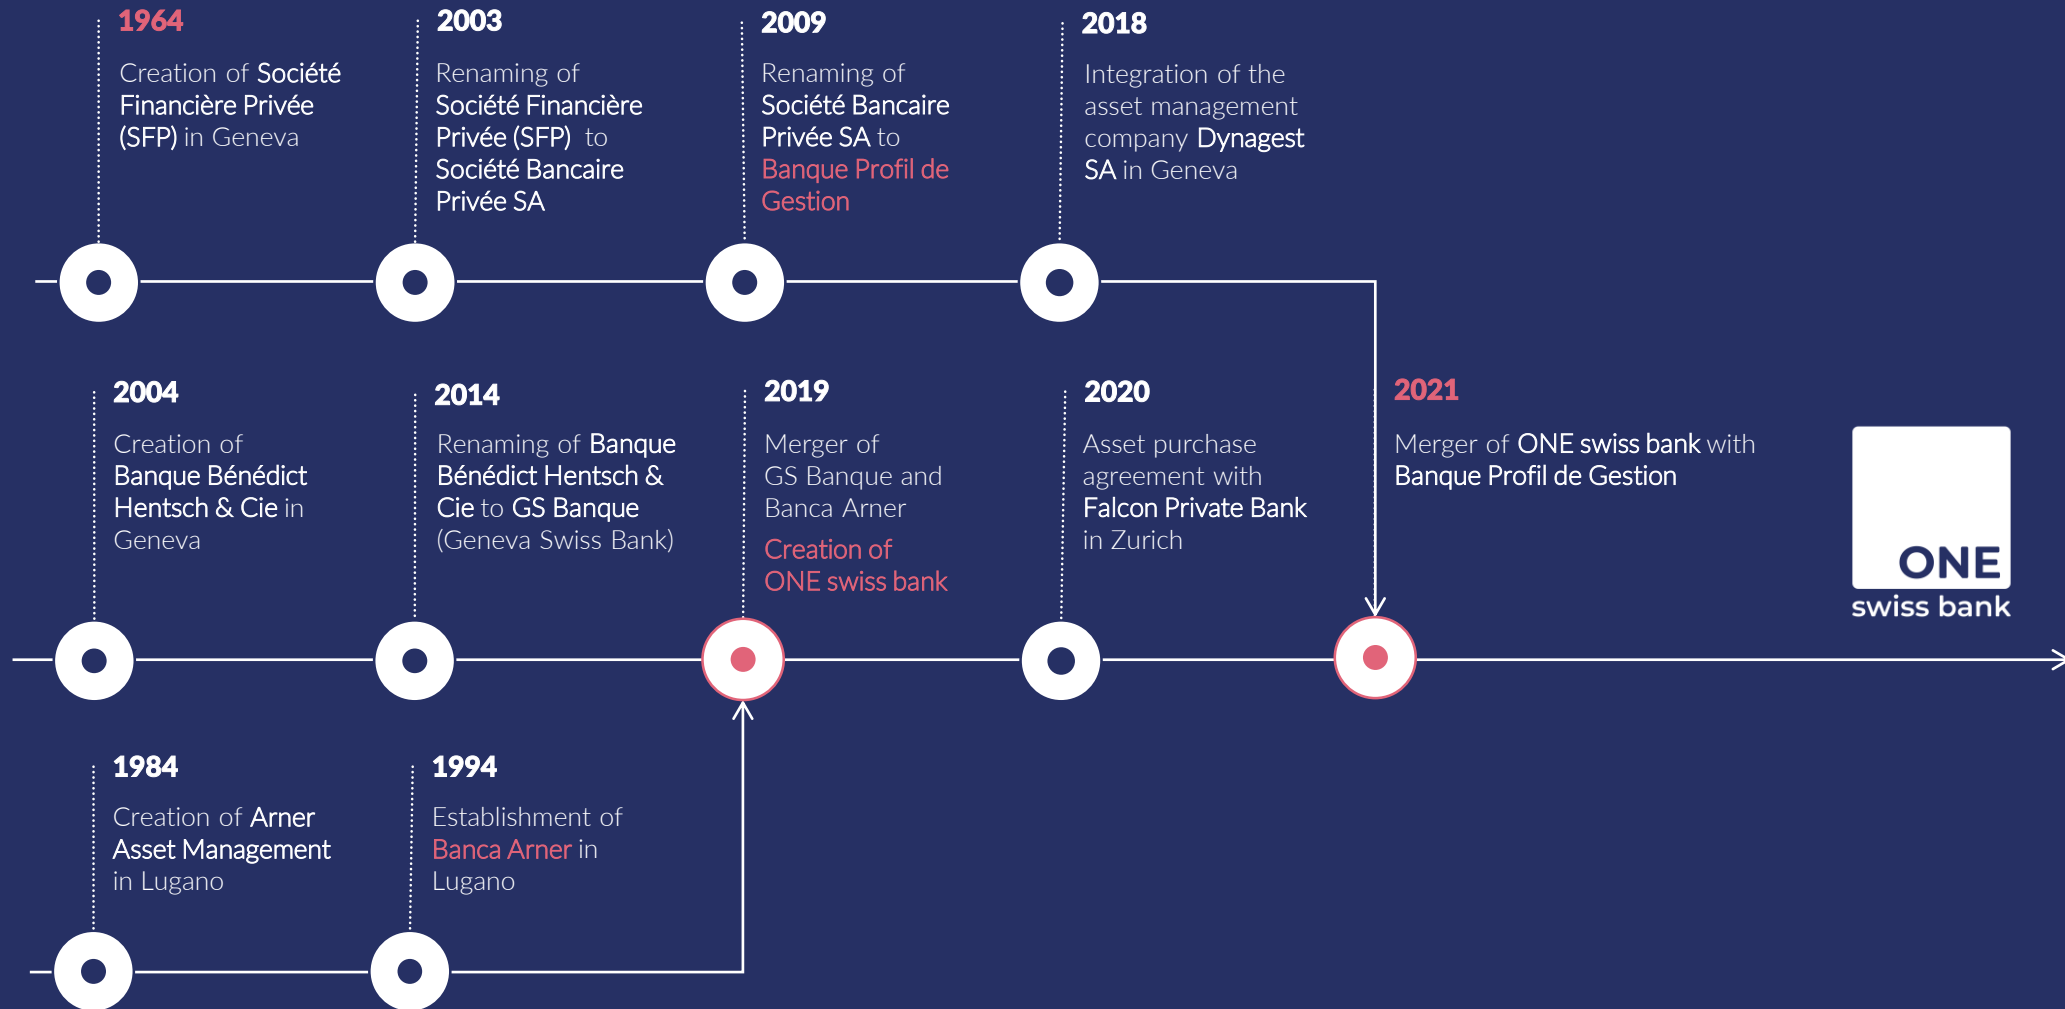 1964
Creation of Société
Financière Privée
(SFP) in Geneva
2003
Renaming of
Société Financière
Privée (SFP) to
Société Bancaire
Privée SA
2009
Renaming of
Société Bancaire
Privée SA to
Banque Profil de
Gestion
2018
Integration of the
asset management
company Dynagest
SA in Geneva
2004
Creation of
Banque Bénédict
Hentsch & Cie in
Geneva
2014
Renaming of Banque
Bénédict Hentsch &
Cie to GS Banque
(Geneva Swiss Bank)
2019
Merger of
GS Banque and
Banca Arner
Creation of
ONE swiss bank
2020
Asset purchase
agreement with
Falcon Private Bank
in Zurich
2021
Merger of ONE swiss bank with
Banque Profil de Gestion
ONE
swiss bank
1984
Creation of Arner
Asset Management
in Lugano
1994
Establishment of
Banca Arner in
Lugano